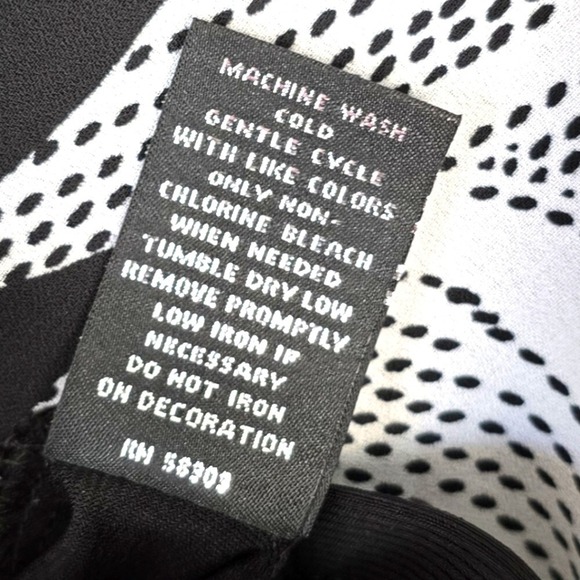 MACHINE WASH
COLD
GENTLE CYCLE
WITH LIKE COLORS
ONLY NON-
CHLORINE BLEACH
WHEN NEEDED
TUMBLE DRY LOW
REMOVE PROMPTLY
LOW IRON IF
NECESSARY
DO NOT IRON
ON DECORATION
RN 58909